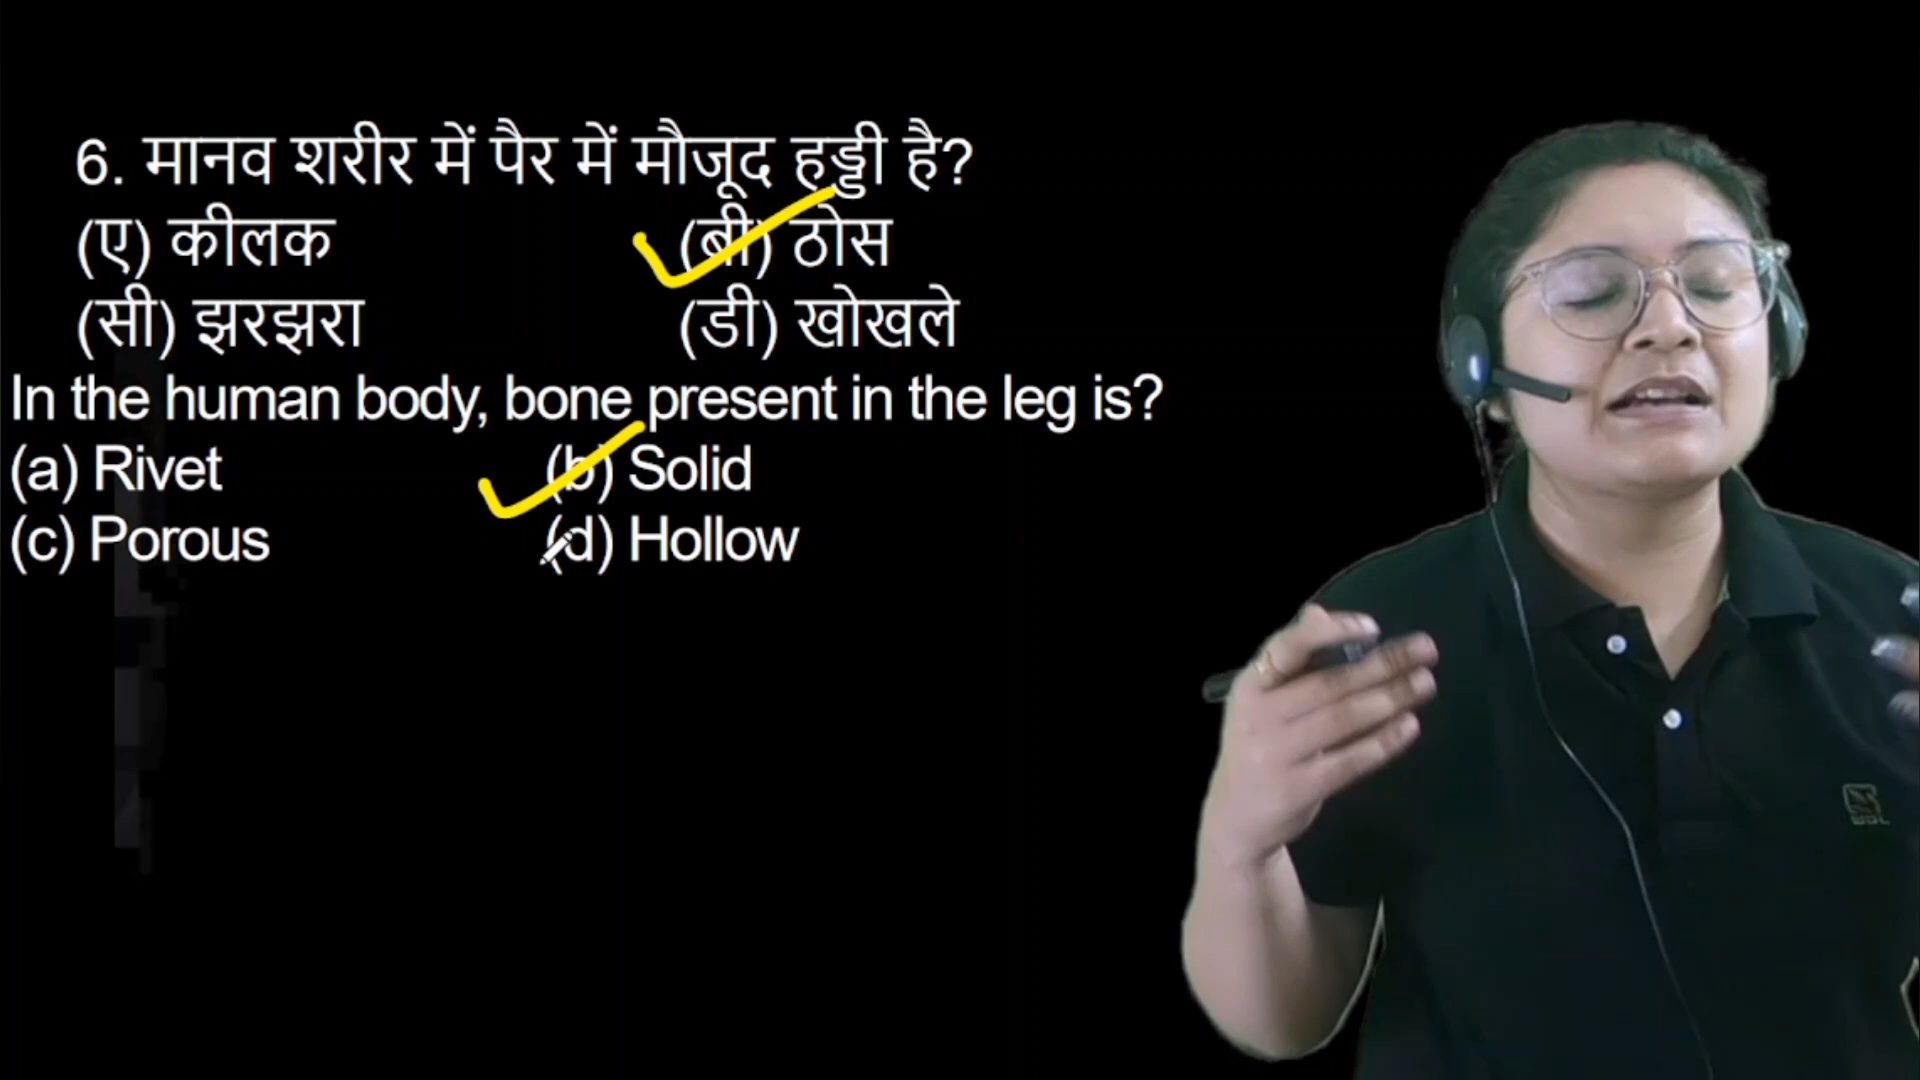 6. मानव शरीर में पैर में मौजूद हड्डी है?
(ए) कीलक (बी) ठोस
(सी) झरझरा (डी) खोखले
In the human body, bone present in the leg is?
(a) Rivet (b) Solid
(c) Porous (d) Hollow